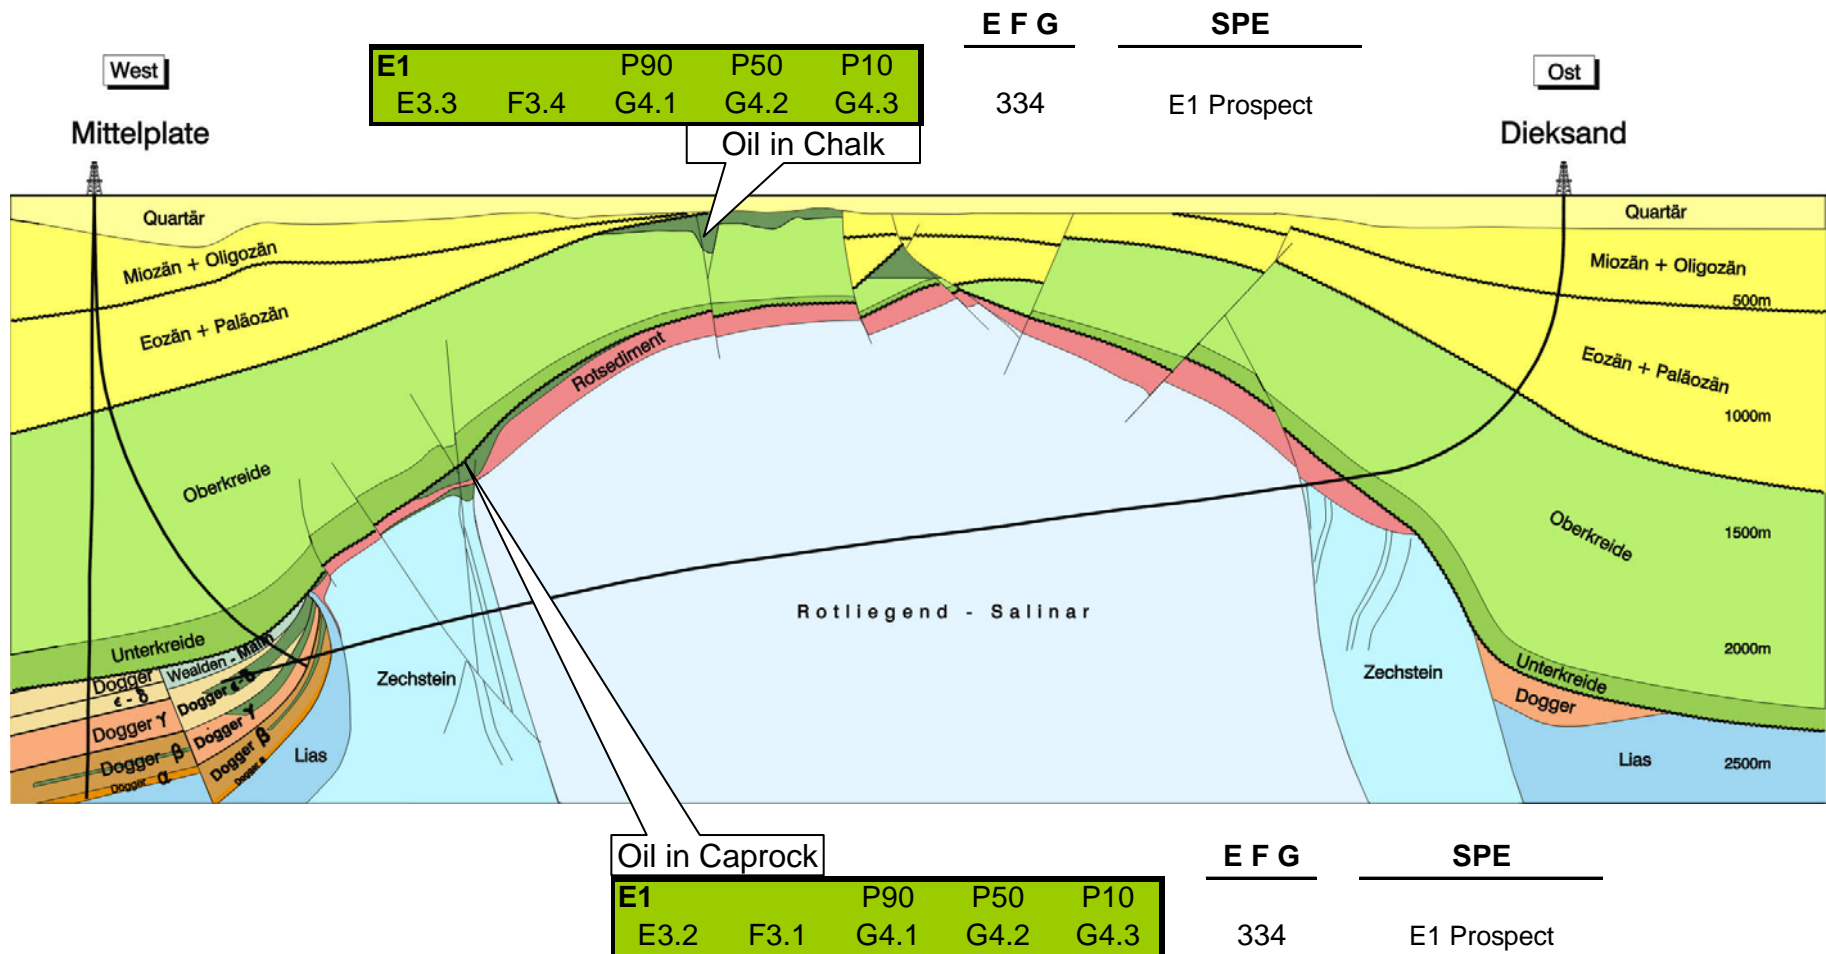 E F G SPE
E1 P90 P50 P10
E3.3 F3.4 G4.1 G4.2 G4.3 334 E1 Prospect
West
Ost
Mittelplate
Oil in Chalk
Dieksand
Quartär
Quartär
Miozän + Oligozän
Miozän + Oligozän
500m
Eozän + Paläozän
Eozän + Paläozän
Rotsediment
1000m
Oberkreide
Oberkreide
1500m
Rotliegend - Salinar
Unterkreide
Wealden - Malm
2000m
Zechstein
Zechstein
Unterkreide
Dogger
ε - δ
Dogger ε-δ
Dogger
Dogger γ
Dogger γ
Dogger β
Dogger β
Lias
Lias
2500m
Dogger α
Oil in Caprock
E F G SPE
E1 P90 P50 P10
E3.2 F3.1 G4.1 G4.2 G4.3 334 E1 Prospect